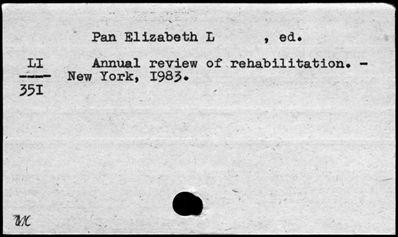 Pan Elizabeth L , ed.
LI Annual review of rehabilitation. -
351 New York, 1983.